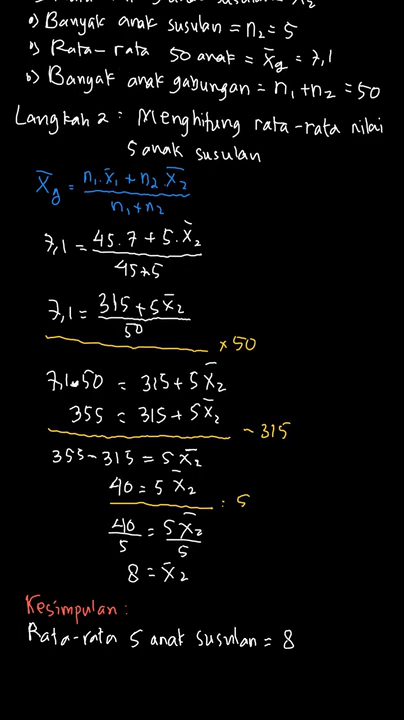 o) Banyak anak susulan = n2 = 5
o) Rata-rata 50 anak = x̄g = 7,1
o) Banyak anak gabungan = n1 + n2 = 50
Langkah 2 : Menghitung rata-rata nilai
5 anak susulan
X̄g = n1.x̄1 + n2.x̄2 / n1+n2
7,1 = 45.7 + 5.x̄2 / 45+5
7,1 = 315 + 5x̄2 / 50
x 50
7,1.50 = 315 + 5x̄2
355 = 315 + 5x̄2
- 315
355 - 315 = 5x̄2
40 = 5x̄2
: 5
40/5 = 5x̄2/5
8 = x̄2
Kesimpulan :
Rata-rata 5 anak susulan = 8